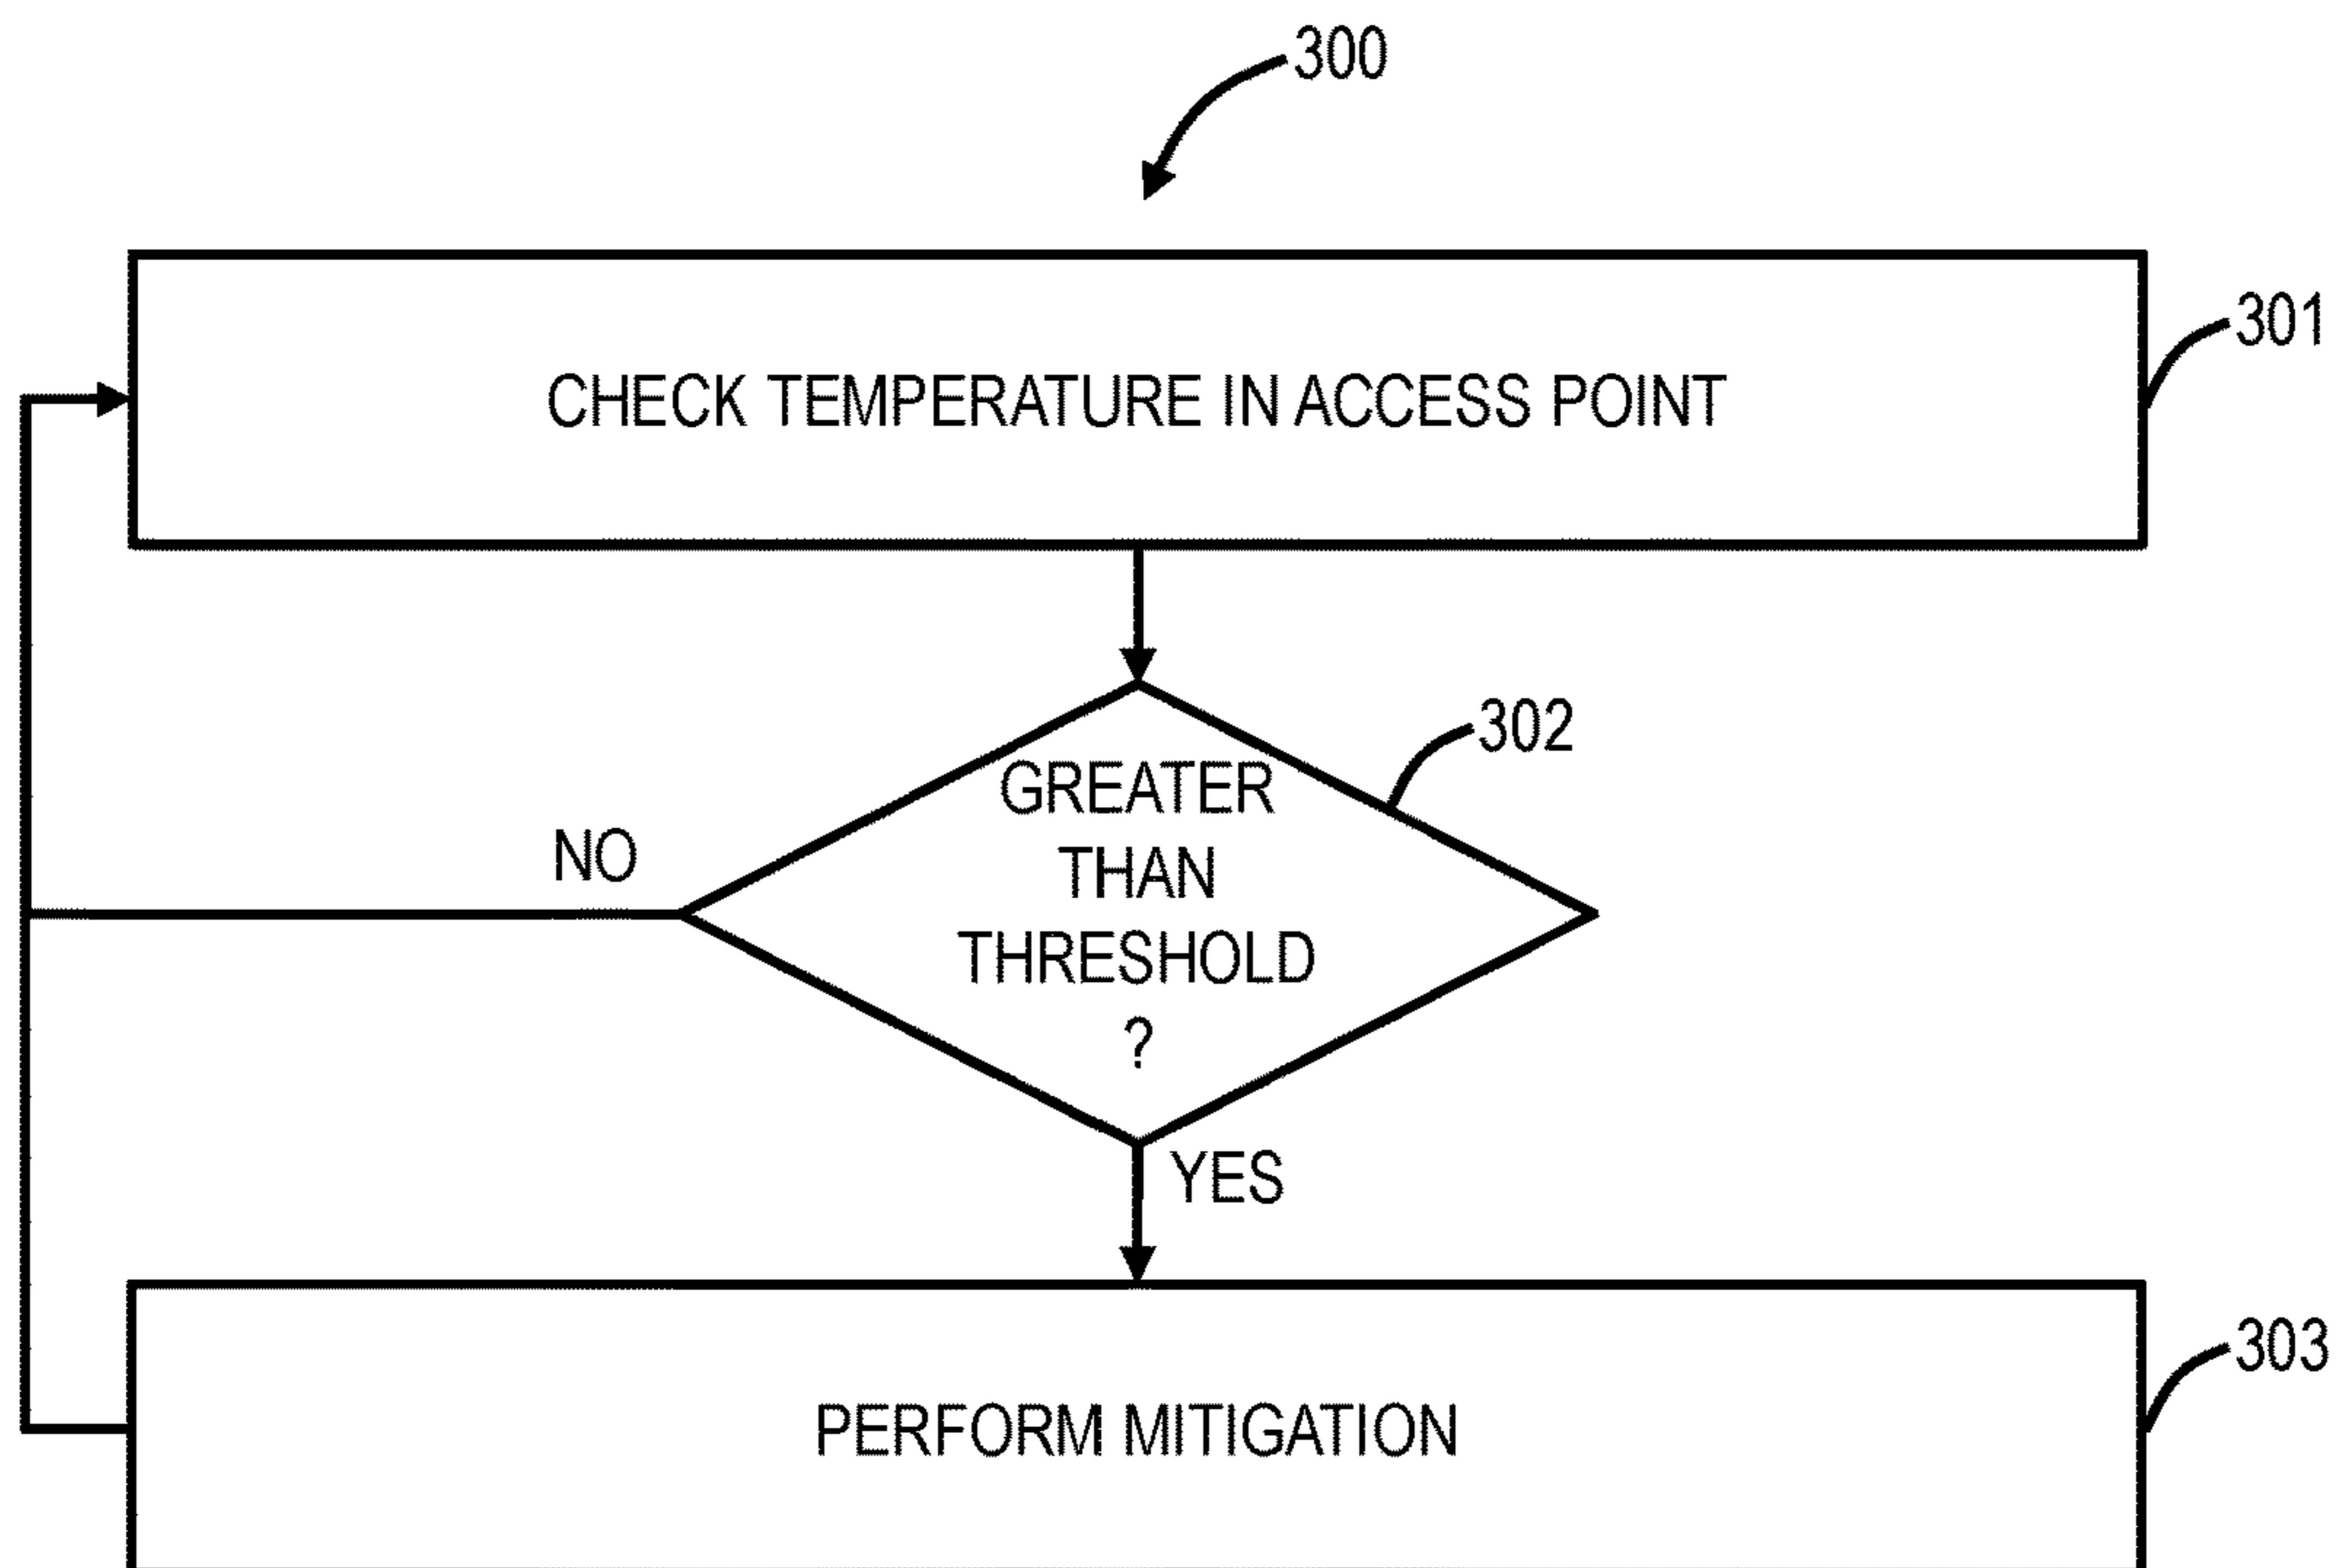 300
301
CHECK TEMPERATURE IN ACCESS POINT
302
GREATER
THAN
THRESHOLD
?
NO
YES
303
PERFORM MITIGATION